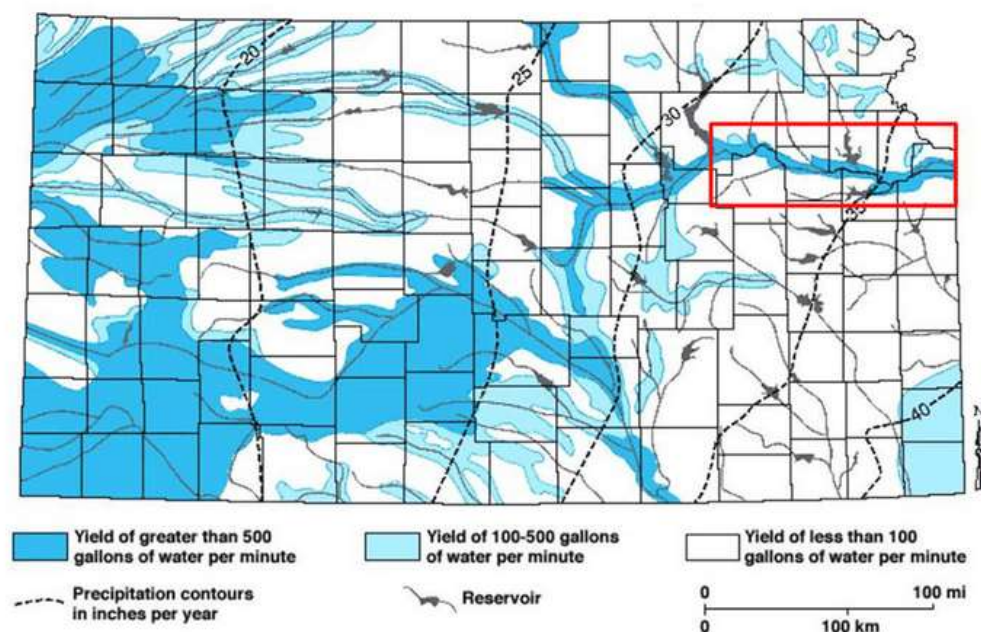 20
25
30
35
40
N
Yield of greater than 500
gallons of water per minute
Yield of 100-500 gallons
of water per minute
Yield of less than 100
gallons of water per minute
Precipitation contours
in inches per year
Reservoir
0 100 mi
0 100 km